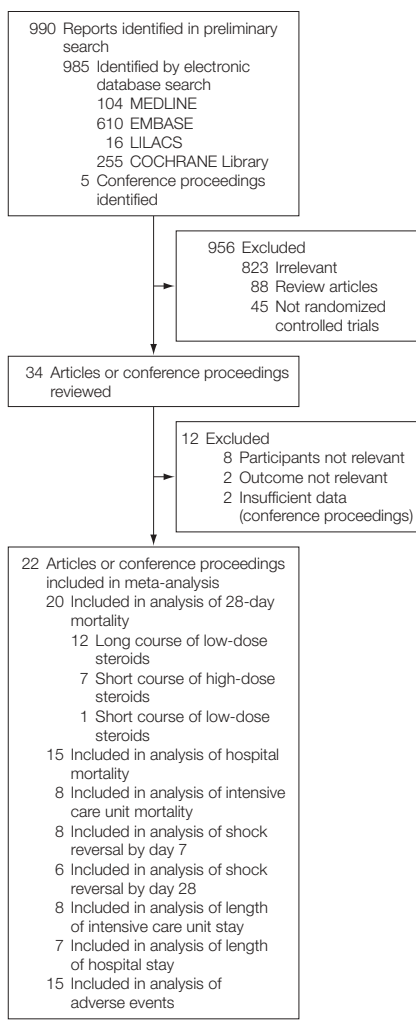 990 Reports identified in preliminary
search
985 Identified by electronic
database search
104 MEDLINE
610 EMBASE
16 LILACS
255 COCHRANE Library
5 Conference proceedings
identified
956 Excluded
823 Irrelevant
88 Review articles
45 Not randomized
controlled trials
34 Articles or conference proceedings
reviewed
12 Excluded
8 Participants not relevant
2 Outcome not relevant
2 Insufficient data
(conference proceedings)
22 Articles or conference proceedings
included in meta-analysis
20 Included in analysis of 28-day
mortality
12 Long course of low-dose
steroids
7 Short course of high-dose
steroids
1 Short course of low-dose
steroids
15 Included in analysis of hospital
mortality
8 Included in analysis of intensive
care unit mortality
8 Included in analysis of shock
reversal by day 7
6 Included in analysis of shock
reversal by day 28
8 Included in analysis of length
of intensive care unit stay
7 Included in analysis of length
of hospital stay
15 Included in analysis of
adverse events